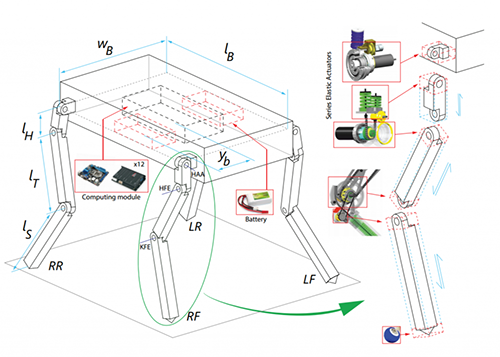 w_B
l_B
l_H
l_T
l_S
y_b
x12
Computing module
HAA
HFE
KFE
Battery
Series Elastic Actuators
LR
RR
LF
RF